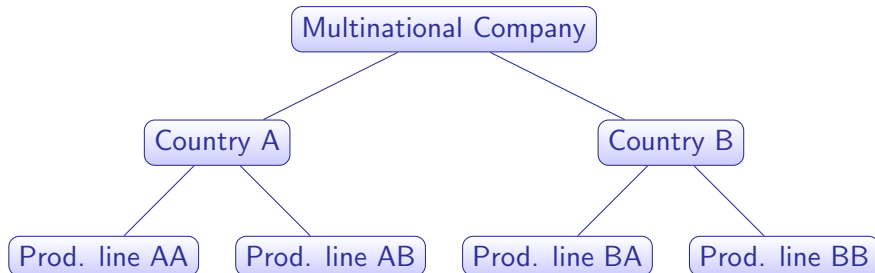 Multinational Company
Country A
Country B
Prod. line AA
Prod. line AB
Prod. line BA
Prod. line BB